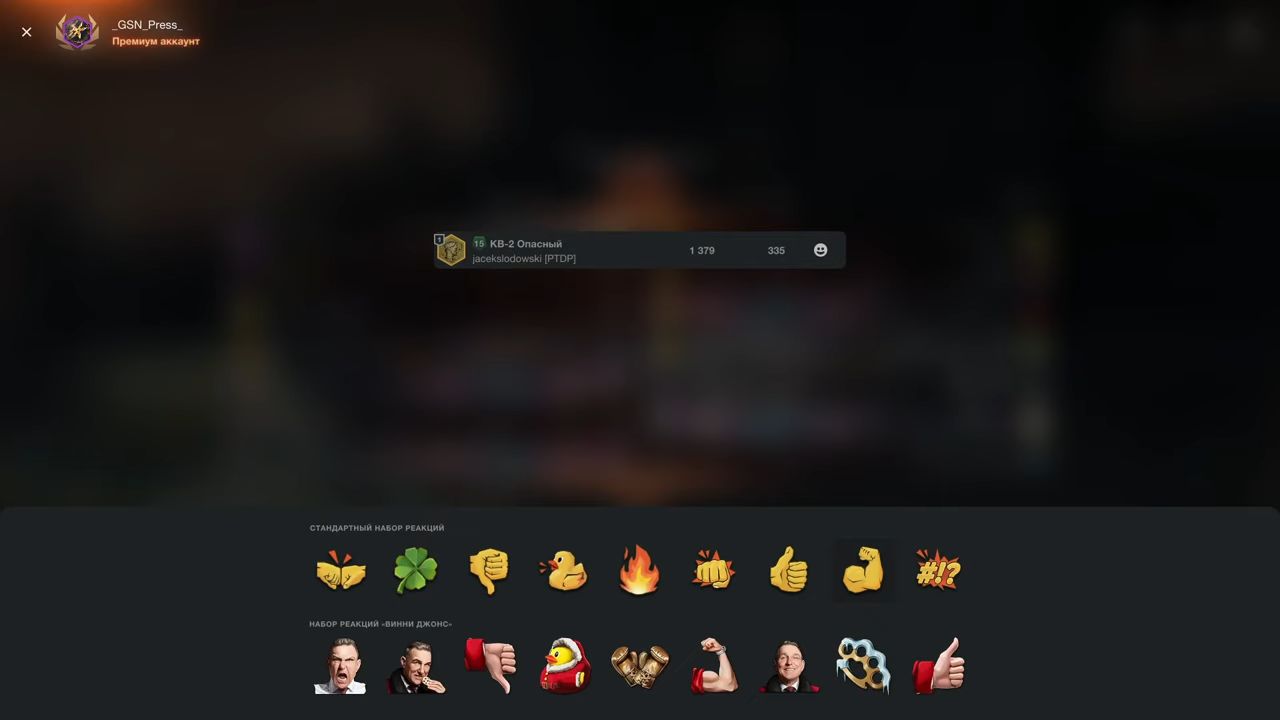 _GSN_Press_
Премиум аккаунт
1
15 КВ-2 Опасный
1 379
335
jacekslodowski [PTDP]
СТАНДАРТНЫЙ НАБОР РЕАКЦИЙ
#!?
НАБОР РЕАКЦИЙ «ВИННИ ДЖОНС»